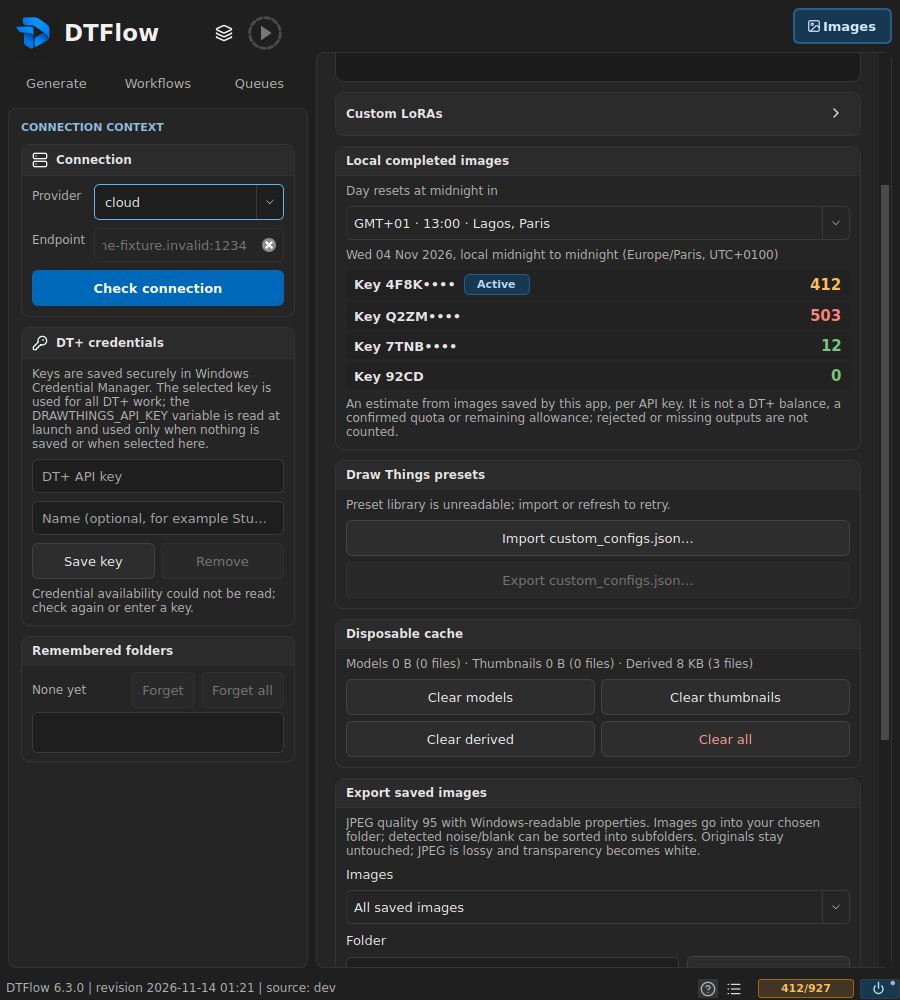 DTFlow
Images
Generate
Workflows
Queues
CONNECTION CONTEXT
Connection
Provider
cloud
Endpoint
ne-fixture.invalid:1234
Check connection
DT+ credentials
Keys are saved securely in Windows
Credential Manager. The selected key is
used for all DT+ work; the
DRAWTHINGS_API_KEY variable is read at
launch and used only when nothing is
saved or when selected here.
DT+ API key
Name (optional, for example Stu...
Save key
Remove
Credential availability could not be read;
check again or enter a key.
Remembered folders
None yet
Forget
Forget all
Custom LoRAs
Local completed images
Day resets at midnight in
GMT+01 · 13:00 · Lagos, Paris
Wed 04 Nov 2026, local midnight to midnight (Europe/Paris, UTC+0100)
Key 4F8K•••• Active 412
Key Q2ZM•••• 503
Key 7TNB•••• 12
Key 92CD 0
An estimate from images saved by this app, per API key. It is not a DT+ balance, a
confirmed quota or remaining allowance; rejected or missing outputs are not
counted.
Draw Things presets
Preset library is unreadable; import or refresh to retry.
Import custom_configs.json...
Export custom_configs.json...
Disposable cache
Models 0 B (0 files) · Thumbnails 0 B (0 files) · Derived 8 KB (3 files)
Clear models
Clear thumbnails
Clear derived
Clear all
Export saved images
JPEG quality 95 with Windows-readable properties. Images go into your chosen
folder; detected noise/blank can be sorted into subfolders. Originals stay
untouched; JPEG is lossy and transparency becomes white.
Images
All saved images
Folder
DTFlow 6.3.0 | revision 2026-11-14 01:21 | source: dev
412/927